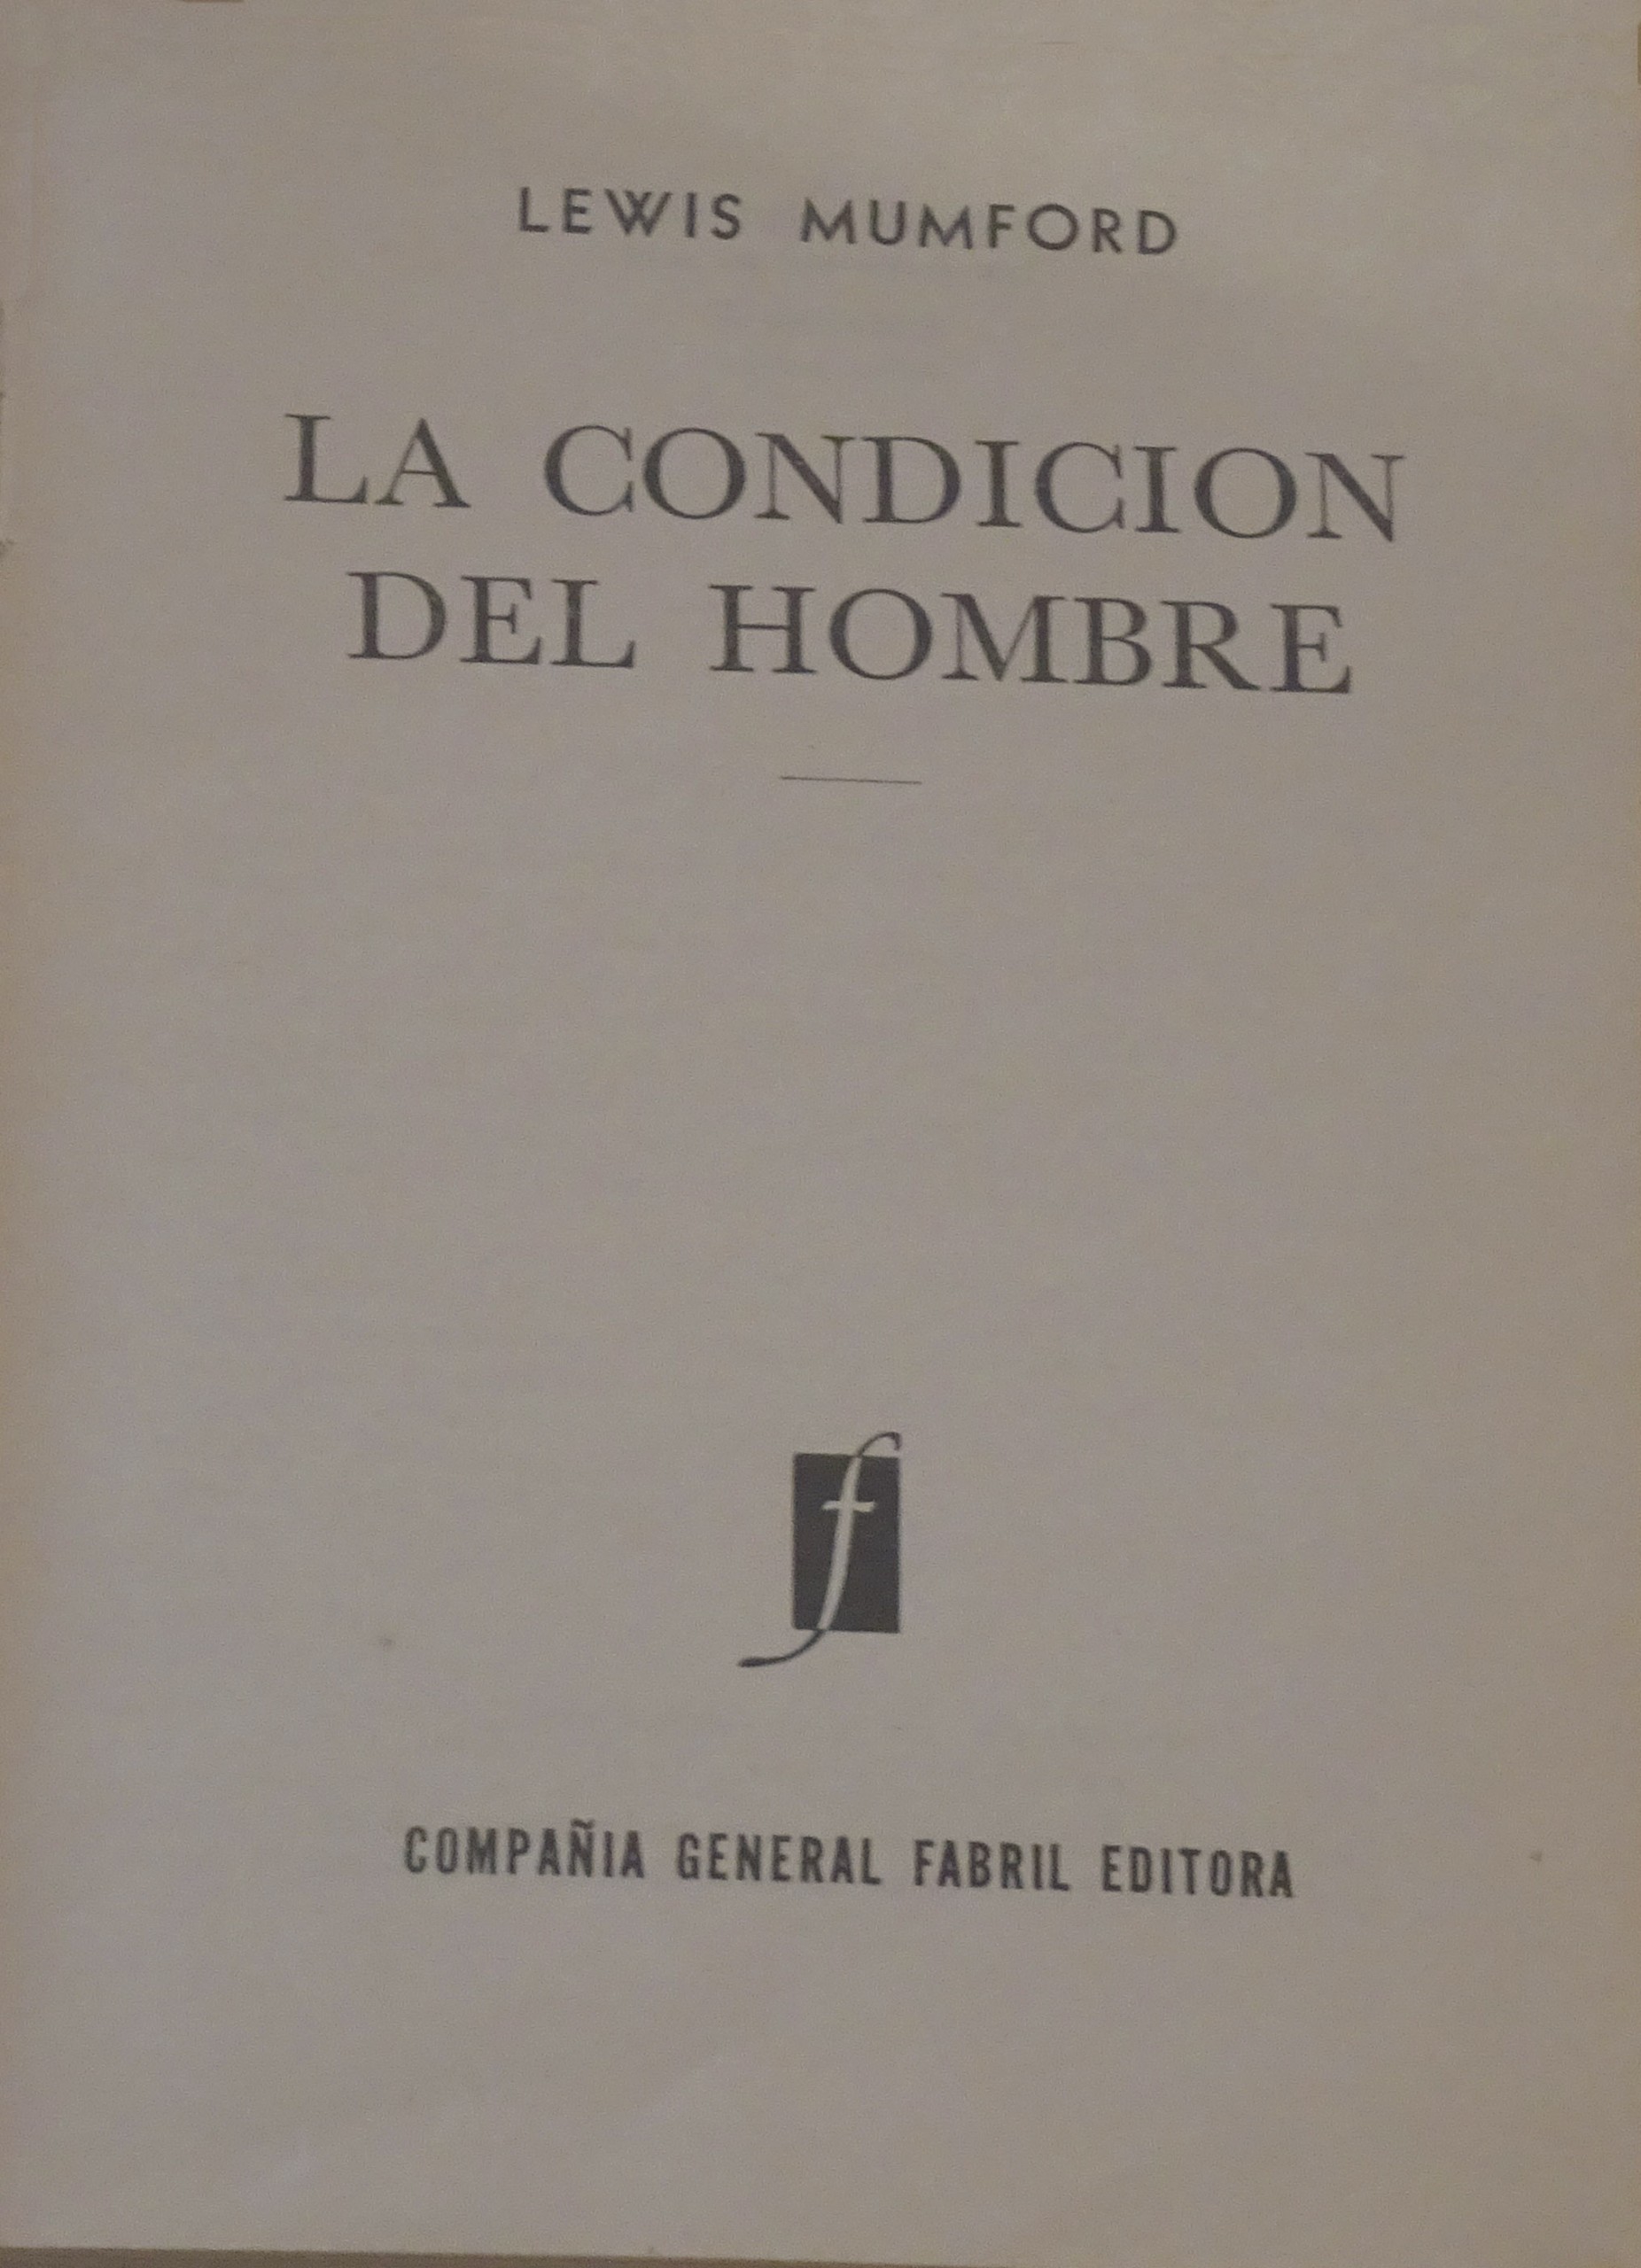 LEWIS MUMFORD
LA CONDICION
DEL HOMBRE
f
COMPAÑIA GENERAL FABRIL EDITORA